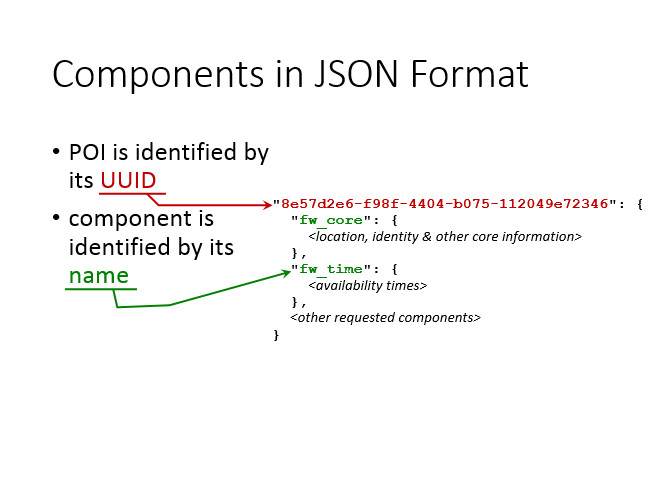 Components in JSON Format
• POI is identified by
its UUID
• component is
identified by its
name
"8e57d2e6-f98f-4404-b075-112049e72346": {
"fw_core": {
<location, identity & other core information>
},
"fw_time": {
<availability times>
},
<other requested components>
}